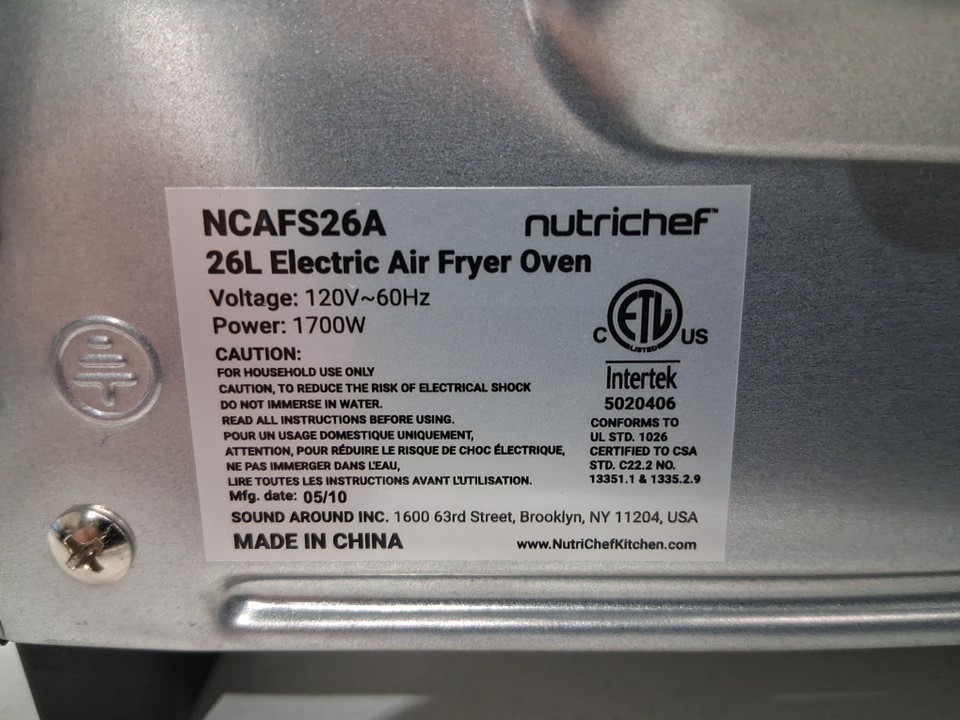 NCAFS26A
nutrichef™
26L Electric Air Fryer Oven
Voltage: 120V~60Hz
Power: 1700W
CAUTION:
FOR HOUSEHOLD USE ONLY
CAUTION, TO REDUCE THE RISK OF ELECTRICAL SHOCK
DO NOT IMMERSE IN WATER.
READ ALL INSTRUCTIONS BEFORE USING.
POUR UN USAGE DOMESTIQUE UNIQUEMENT,
ATTENTION, POUR RÉDUIRE LE RISQUE DE CHOC ÉLECTRIQUE,
NE PAS IMMERGER DANS L'EAU,
LIRE TOUTES LES INSTRUCTIONS AVANT L'UTILISATION.
Mfg. date: 05/10
C ETL US
LISTED
Intertek
5020406
CONFORMS TO
UL STD. 1026
CERTIFIED TO CSA
STD. C22.2 NO.
13351.1 & 1335.2.9
SOUND AROUND INC. 1600 63rd Street, Brooklyn, NY 11204, USA
MADE IN CHINA
www.NutriChefKitchen.com